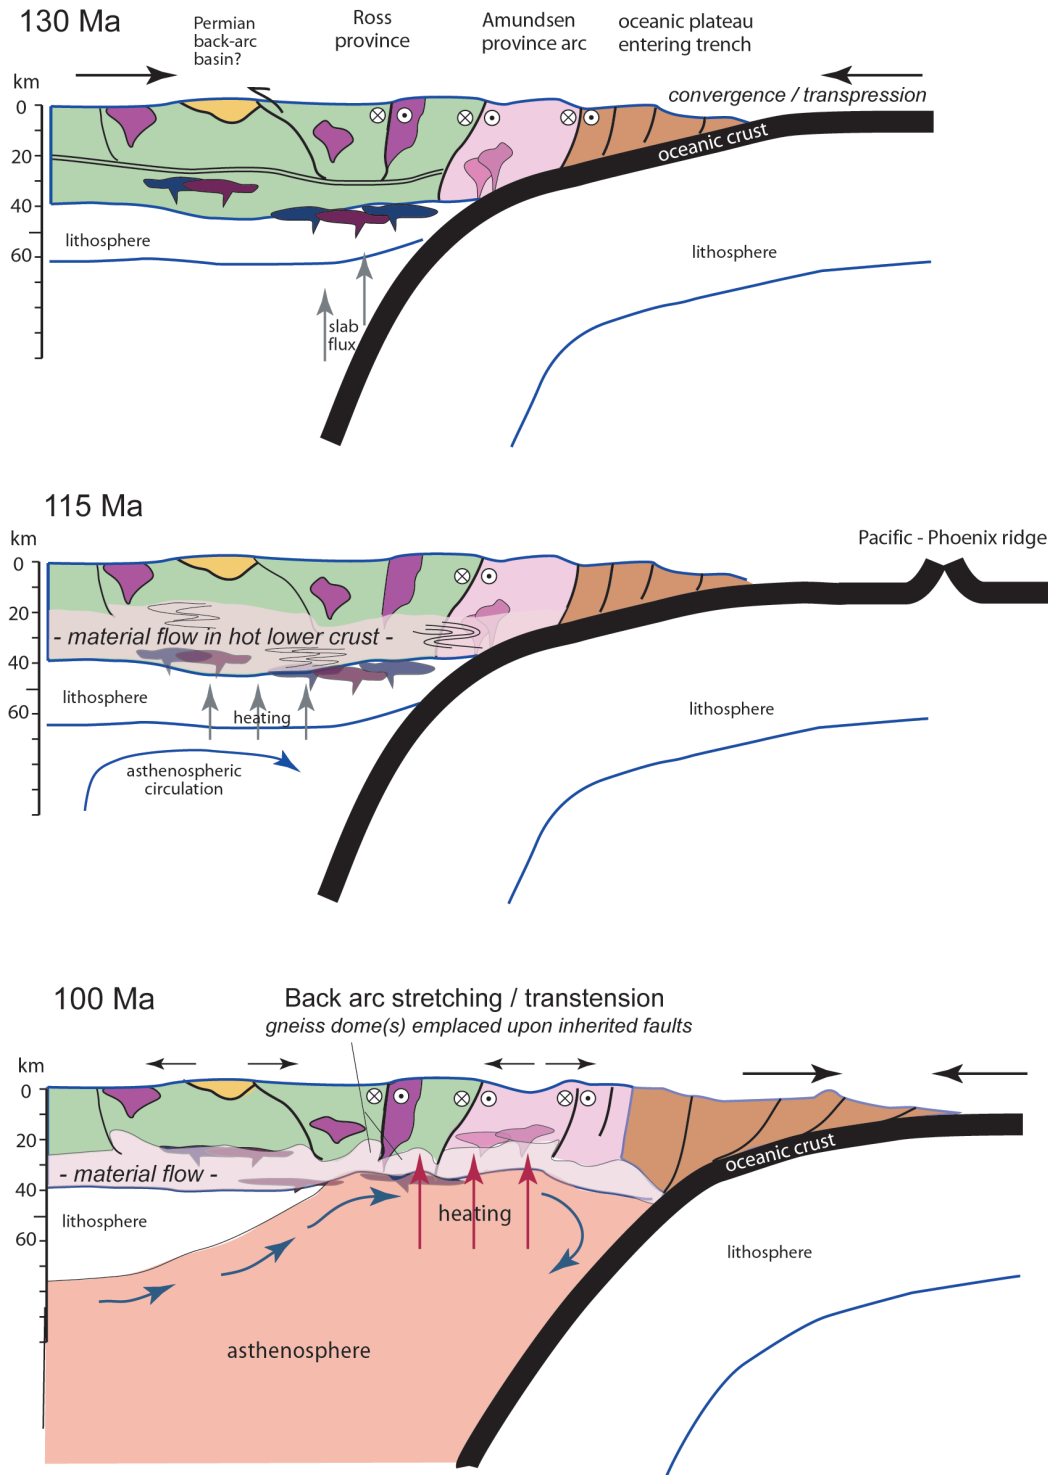 130 Ma
Permian
back-arc
basin?
Ross
province
Amundsen
province arc
oceanic plateau
entering trench
km
convergence / transpression
0
20
40
60
oceanic crust
lithosphere
lithosphere
slab
flux
115 Ma
km
Pacific - Phoenix ridge
0
20
40
60
- material flow in hot lower crust -
lithosphere
heating
lithosphere
asthenospheric
circulation
100 Ma
Back arc stretching / transtension
gneiss dome(s) emplaced upon inherited faults
km
0
20
40
60
oceanic crust
- material flow -
lithosphere
heating
lithosphere
asthenosphere